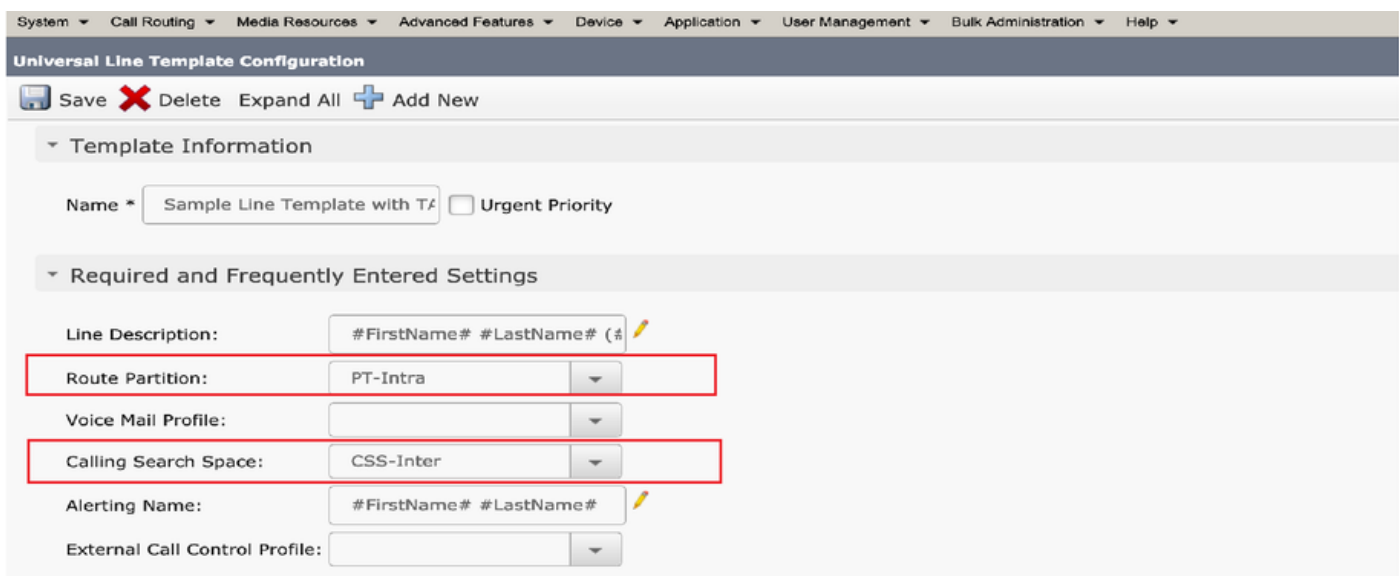 System Call Routing Media Resources Advanced Features Device Application User Management Bulk Administration Help
Universal Line Template Configuration
Save Delete Expand All Add New
Template Information
Name * Sample Line Template with TA Urgent Priority
Required and Frequently Entered Settings
Line Description: #FirstName# #LastName# (#
Route Partition: PT-Intra
Voice Mail Profile:
Calling Search Space: CSS-Inter
Alerting Name: #FirstName# #LastName#
External Call Control Profile: